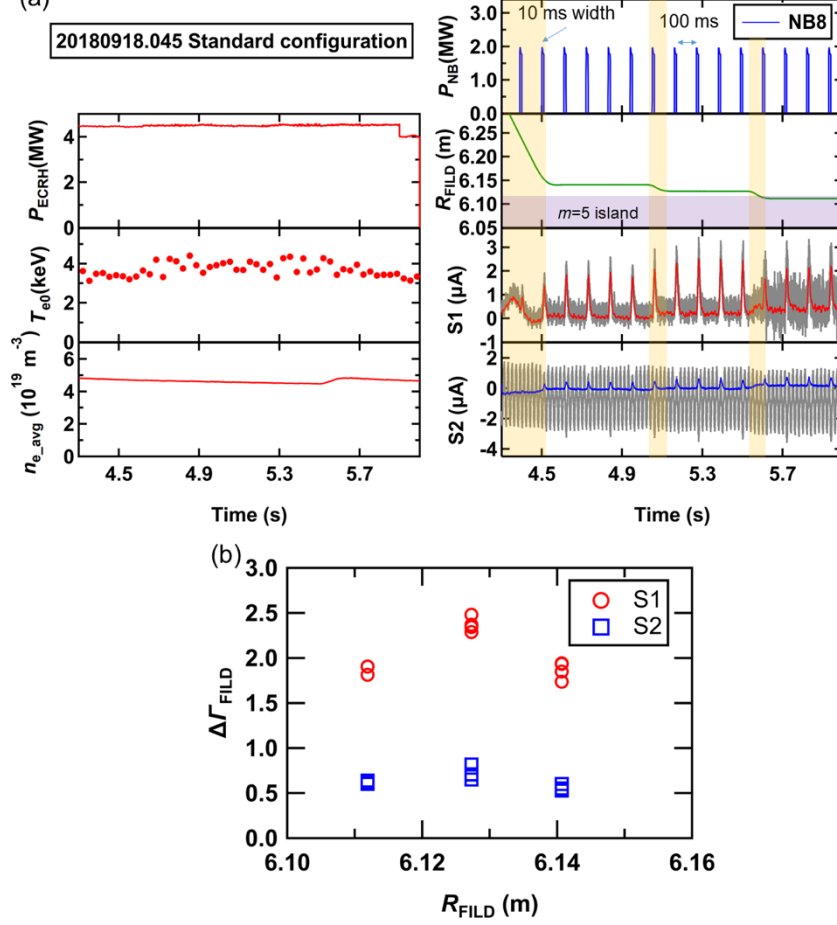 (a)
20180918.045 Standard configuration
P_ECRH(MW)
4
2
0
T_e0(keV)
4
2
0
n_e_avg (10^19 m^-3)
6
4
2
0
4.5 4.9 5.3 5.7
Time (s)
10 ms width
100 ms
NB8
P_NB(MW)
3.0
2.0
1.0
0.0
R_FILD (m)
6.25
6.20
6.15
6.10
6.05
m=5 island
S1 (μA)
4
3
2
1
0
-1
S2 (μA)
0
-2
-4
4.5 4.9 5.3 5.7
Time (s)
(b)
ΔΓ_FILD
3.0
2.5
2.0
1.5
1.0
0.5
0.0
S1
S2
6.10 6.12 6.14 6.16
R_FILD (m)